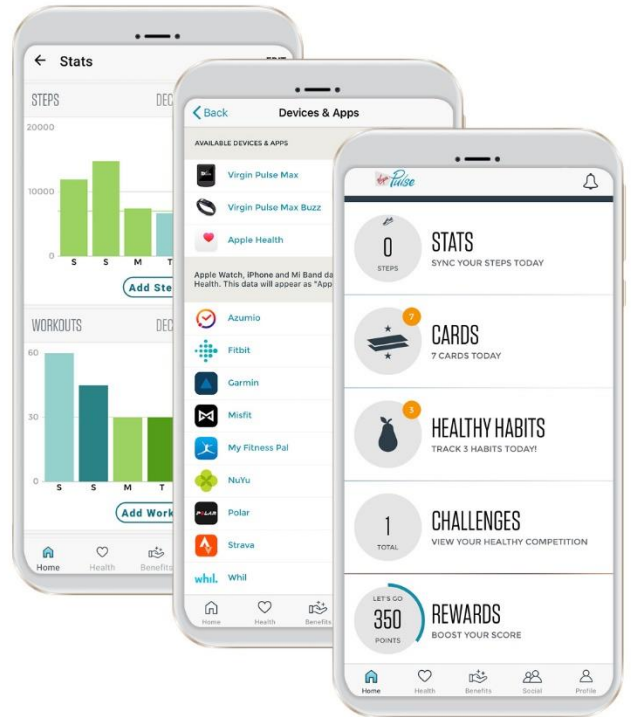 Stats
STEPS
DEC
20000
10000
0
S S M T
Add Ste
WORKOUTS
DEC
60
30
0
S S M T
Add Work
Home Health Benefits
Back
Devices & Apps
AVAILABLE DEVICES & APPS
Virgin Pulse Max
Virgin Pulse Max Buzz
Apple Health
Apple Watch, iPhone and Mi Band da
Health. This data will appear as "App
Azumio
Fitbit
Garmin
Misfit
My Fitness Pal
NuYu
POLAR
Polar
Strava
whil.
Whil
Home Health Benefits
Pulse
0
STEPS
STATS
SYNC YOUR STEPS TODAY
7
CARDS
7 CARDS TODAY
3
HEALTHY HABITS
TRACK 3 HABITS TODAY!
1
TOTAL
CHALLENGES
VIEW YOUR HEALTHY COMPETITION
LET'S GO
350
POINTS
REWARDS
BOOST YOUR SCORE
Home Health Benefits Social Profile